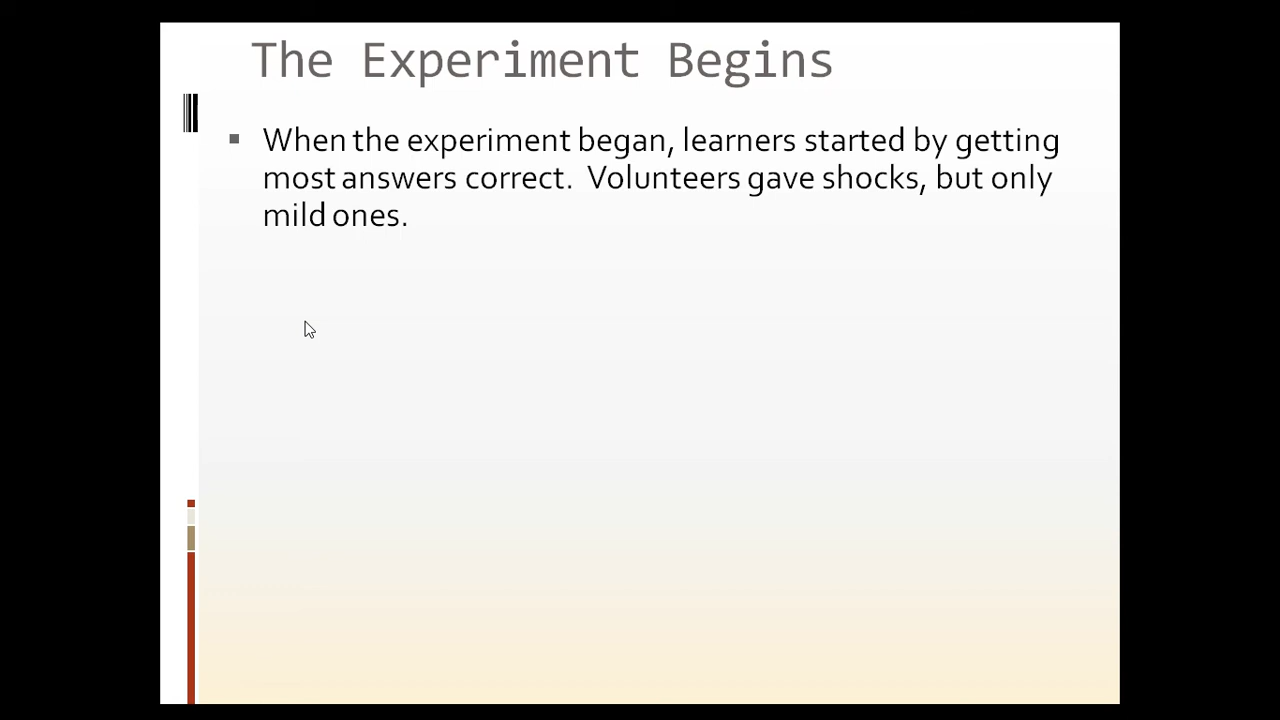 The Experiment Begins
When the experiment began, learners started by getting
most answers correct.  Volunteers gave shocks, but only
mild ones.